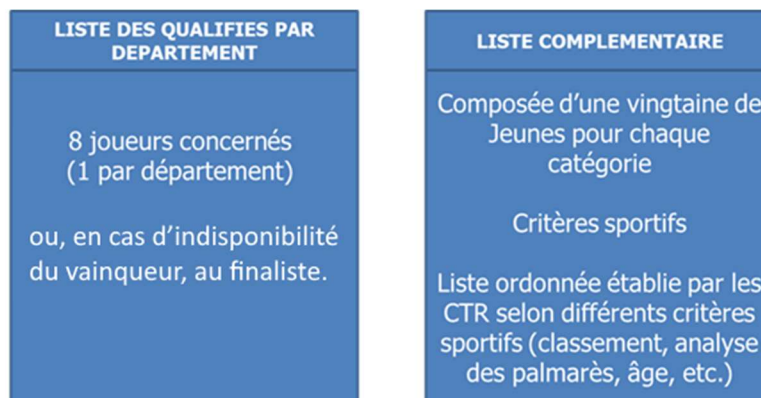 LISTE DES QUALIFIES PAR
DEPARTEMENT
8 joueurs concernés
(1 par département)
ou, en cas d'indisponibilité
du vainqueur, au finaliste.
LISTE COMPLEMENTAIRE
Composée d'une vingtaine de
Jeunes pour chaque
catégorie
Critères sportifs
Liste ordonnée établie par les
CTR selon différents critères
sportifs (classement, analyse
des palmarès, âge, etc.)